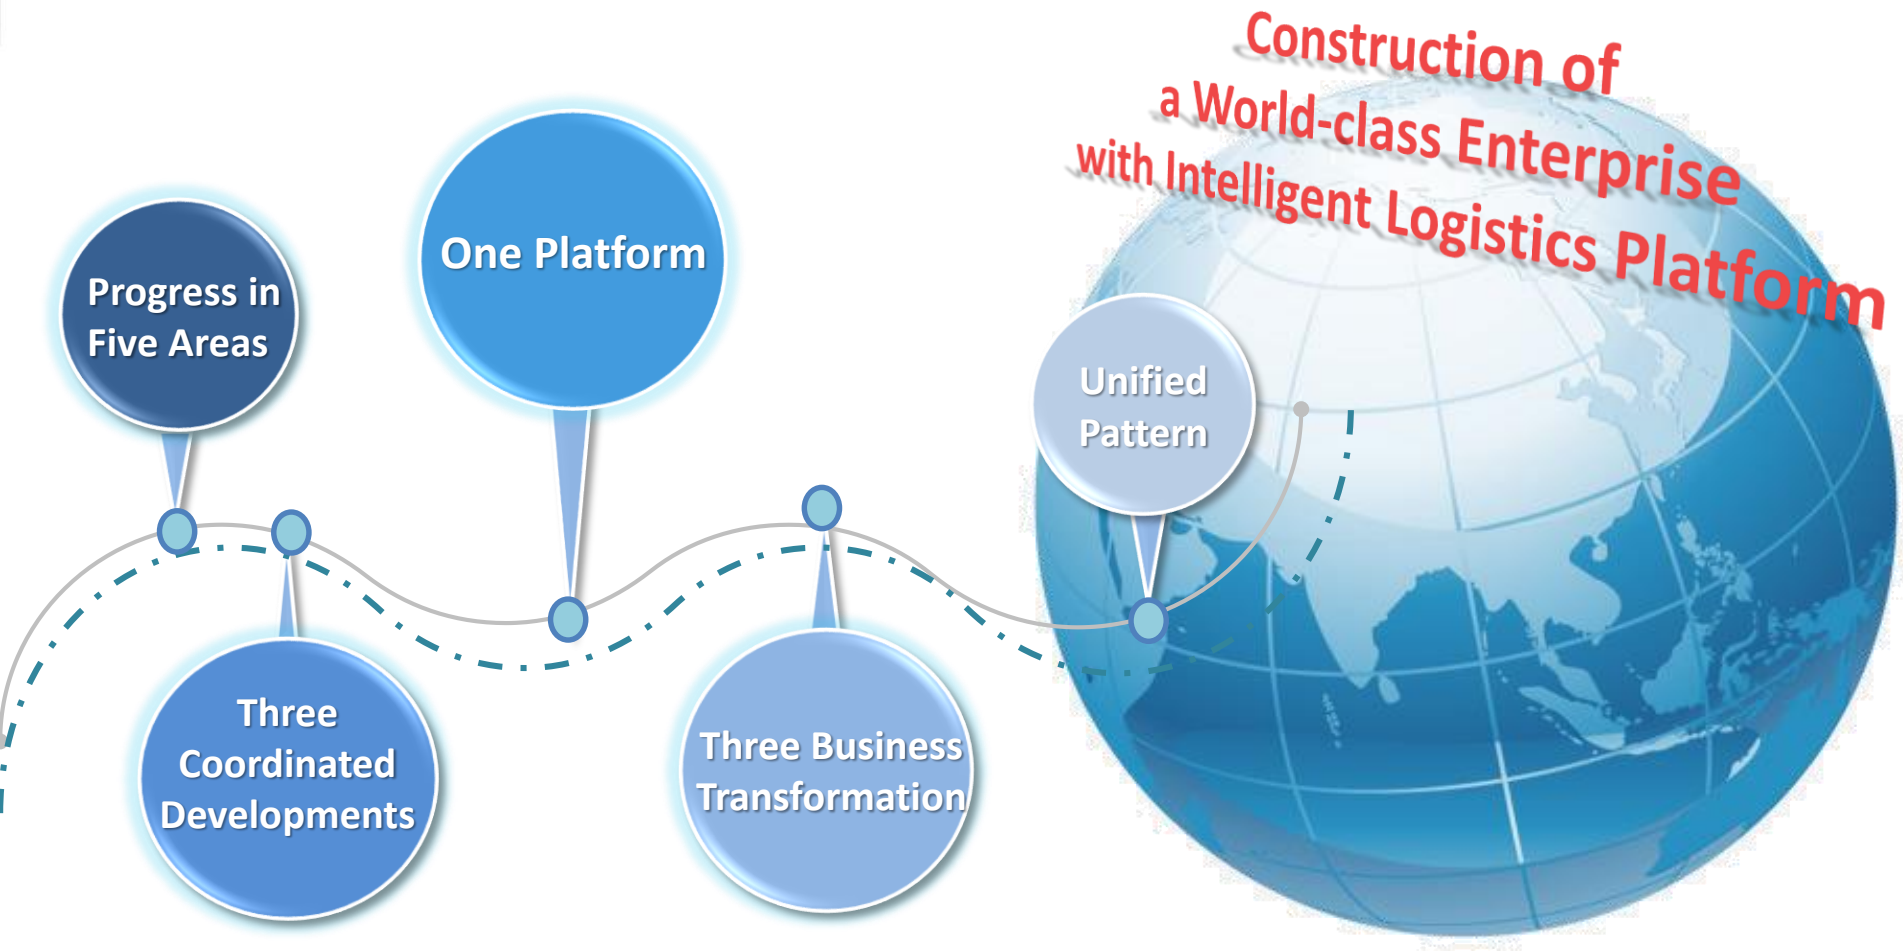 Construction of
a World-class Enterprise
with Intelligent Logistics Platform
One Platform
Progress in
Five Areas
Unified
Pattern
Three
Coordinated
Developments
Three Business
Transformation